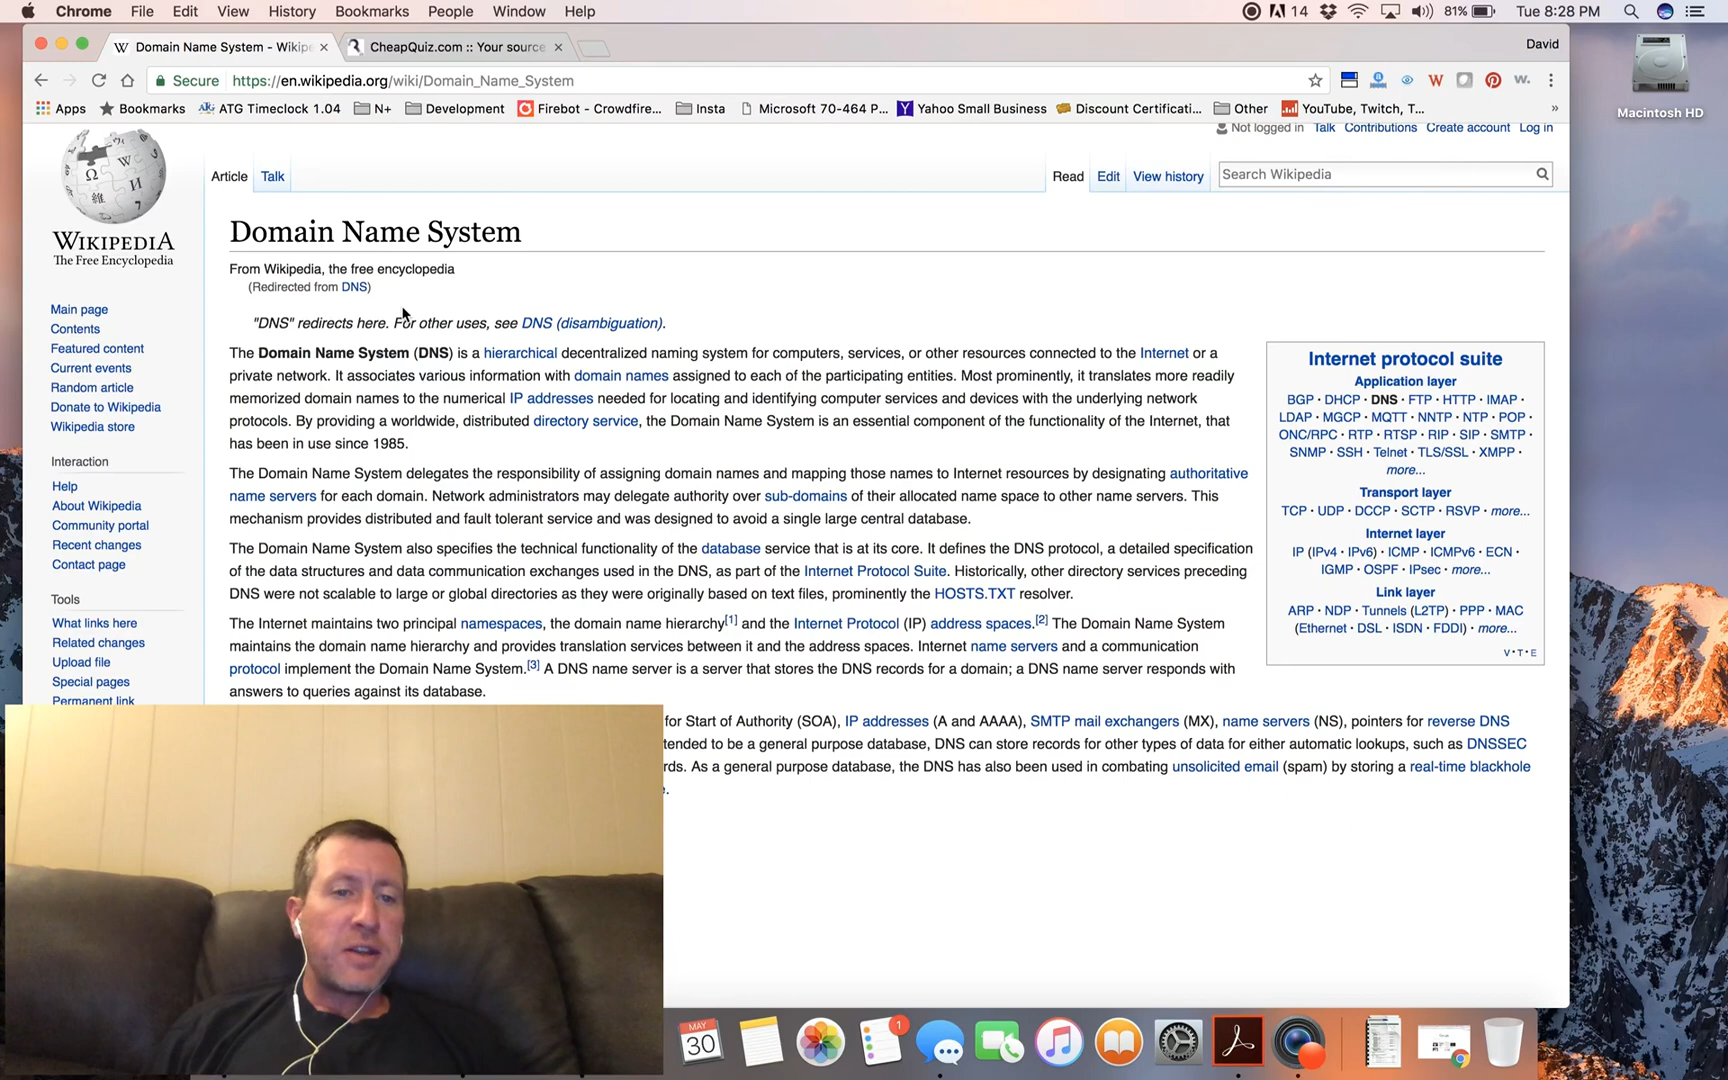 Chrome File Edit View History Bookmarks People Window Help 14 81% Tue 8:28 PM
Domain Name System - Wikipe × CheapQuiz.com :: Your source × David
Secure https://en.wikipedia.org/wiki/Domain_Name_System
Apps Bookmarks ATG Timeclock 1.04 N+ Development Firebot - Crowdfire... Insta Microsoft 70-464 P... Yahoo Small Business Discount Certificati... Other YouTube, Twitch, T... »
Macintosh HD
Not logged in Talk Contributions Create account Log in
Article Talk Read Edit View history Search Wikipedia
WIKIPEDIA
The Free Encyclopedia
Main page
Contents
Featured content
Current events
Random article
Donate to Wikipedia
Wikipedia store
Interaction
Help
About Wikipedia
Community portal
Recent changes
Contact page
Tools
What links here
Related changes
Upload file
Special pages
Permanent link
Domain Name System
From Wikipedia, the free encyclopedia
(Redirected from DNS)
"DNS" redirects here. For other uses, see DNS (disambiguation).
The Domain Name System (DNS) is a hierarchical decentralized naming system for computers, services, or other resources connected to the Internet or a
private network. It associates various information with domain names assigned to each of the participating entities. Most prominently, it translates more readily
memorized domain names to the numerical IP addresses needed for locating and identifying computer services and devices with the underlying network
protocols. By providing a worldwide, distributed directory service, the Domain Name System is an essential component of the functionality of the Internet, that
has been in use since 1985.
The Domain Name System delegates the responsibility of assigning domain names and mapping those names to Internet resources by designating authoritative
name servers for each domain. Network administrators may delegate authority over sub-domains of their allocated name space to other name servers. This
mechanism provides distributed and fault tolerant service and was designed to avoid a single large central database.
The Domain Name System also specifies the technical functionality of the database service that is at its core. It defines the DNS protocol, a detailed specification
of the data structures and data communication exchanges used in the DNS, as part of the Internet Protocol Suite. Historically, other directory services preceding
DNS were not scalable to large or global directories as they were originally based on text files, prominently the HOSTS.TXT resolver.
The Internet maintains two principal namespaces, the domain name hierarchy[1] and the Internet Protocol (IP) address spaces.[2] The Domain Name System
maintains the domain name hierarchy and provides translation services between it and the address spaces. Internet name servers and a communication
protocol implement the Domain Name System.[3] A DNS name server is a server that stores the DNS records for a domain; a DNS name server responds with
answers to queries against its database.
for Start of Authority (SOA), IP addresses (A and AAAA), SMTP mail exchangers (MX), name servers (NS), pointers for reverse DNS
tended to be a general purpose database, DNS can store records for other types of data for either automatic lookups, such as DNSSEC
rds. As a general purpose database, the DNS has also been used in combating unsolicited email (spam) by storing a real-time blackhole
e.
Internet protocol suite
Application layer
BGP · DHCP · DNS · FTP · HTTP · IMAP ·
LDAP · MGCP · MQTT · NNTP · NTP · POP ·
ONC/RPC · RTP · RTSP · RIP · SIP · SMTP ·
SNMP · SSH · Telnet · TLS/SSL · XMPP ·
more...
Transport layer
TCP · UDP · DCCP · SCTP · RSVP · more...
Internet layer
IP (IPv4 · IPv6) · ICMP · ICMPv6 · ECN ·
IGMP · OSPF · IPsec · more...
Link layer
ARP · NDP · Tunnels (L2TP) · PPP · MAC
(Ethernet · DSL · ISDN · FDDI) · more...
V · T · E
MAY
30
1